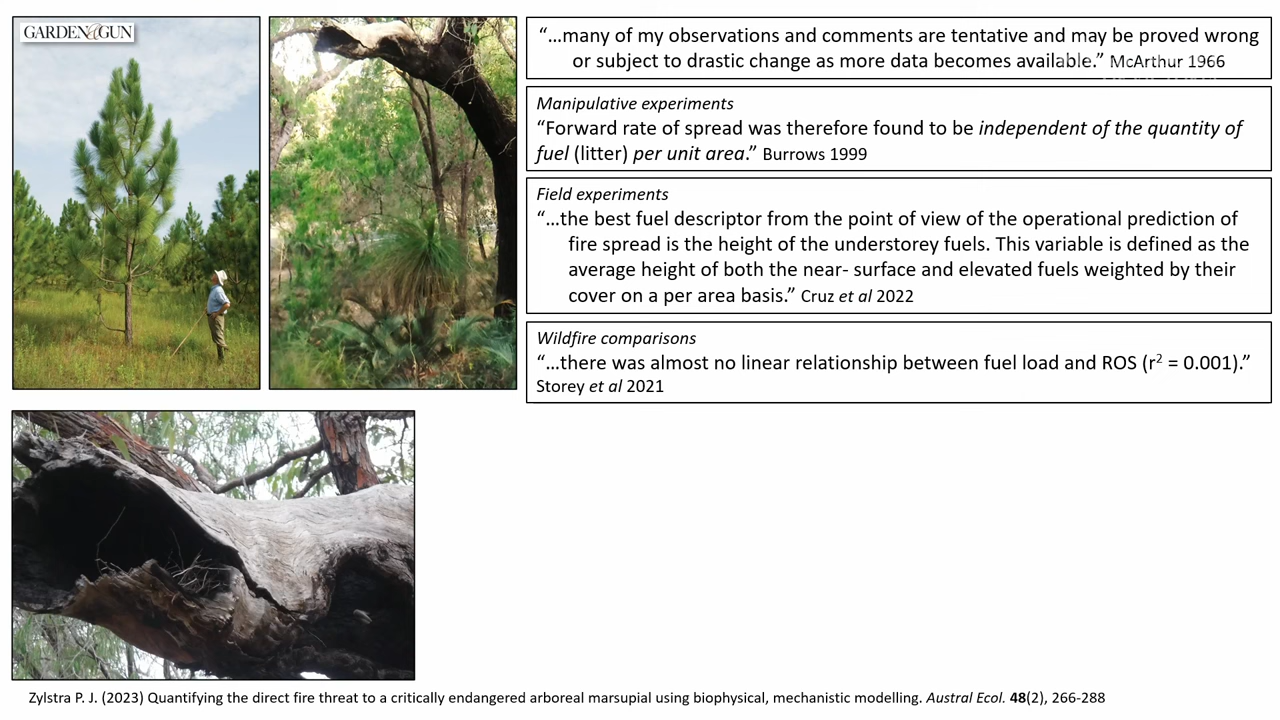 GARDEN&GUN
“...many of my observations and comments are tentative and may be proved wrong
or subject to drastic change as more data becomes available.” McArthur 1966
Manipulative experiments
“Forward rate of spread was therefore found to be independent of the quantity of
fuel (litter) per unit area.” Burrows 1999
Field experiments
“...the best fuel descriptor from the point of view of the operational prediction of
fire spread is the height of the understorey fuels. This variable is defined as the
average height of both the near- surface and elevated fuels weighted by their
cover on a per area basis.” Cruz et al 2022
Wildfire comparisons
“...there was almost no linear relationship between fuel load and ROS (r² = 0.001).”
Storey et al 2021
Zylstra P. J. (2023) Quantifying the direct fire threat to a critically endangered arboreal marsupial using biophysical, mechanistic modelling. Austral Ecol. 48(2), 266-288